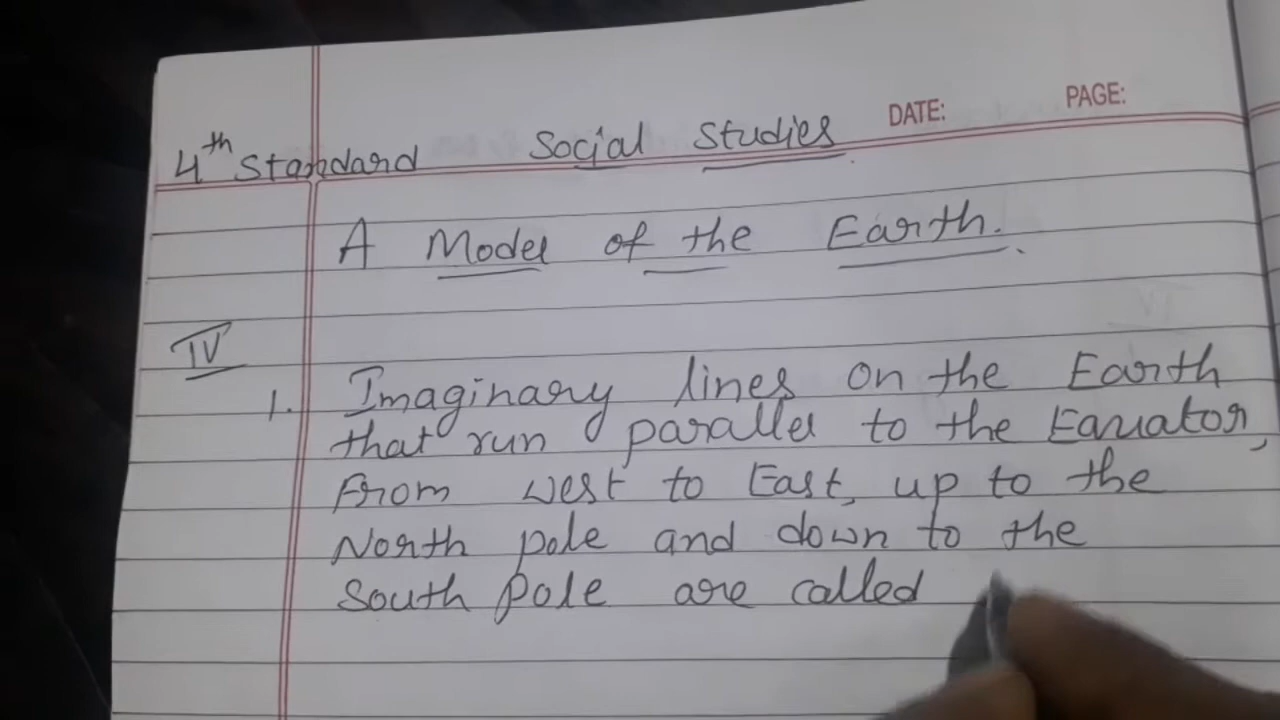 DATE: PAGE:
4th Standard Social Studies
A Model of the Earth.
IV
1. Imaginary lines on the Earth
that run parallel to the Equator,
From west to East, up to the
North pole and down to the
South Pole are called